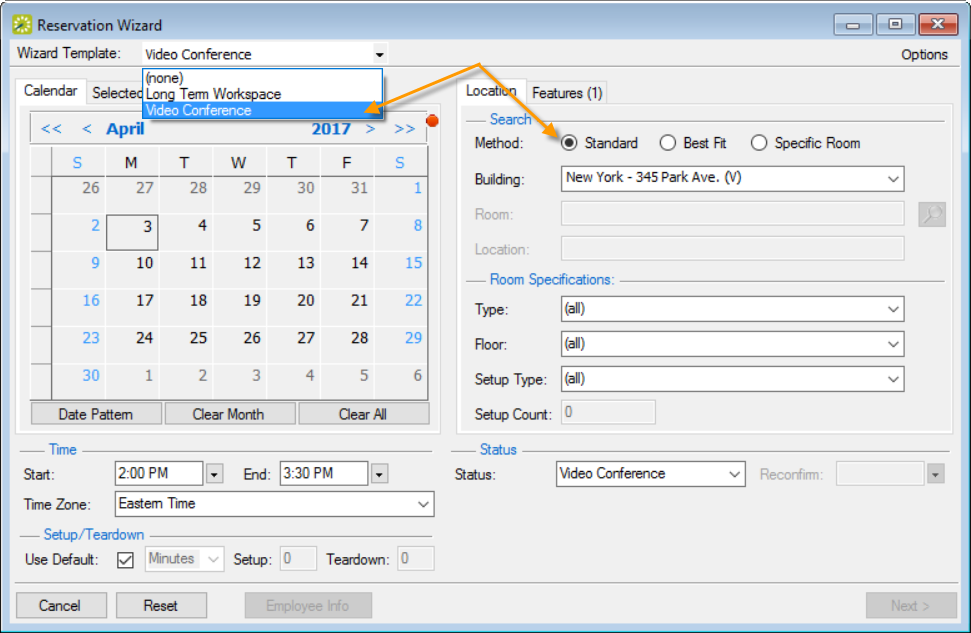 Reservation Wizard
Wizard Template: Video Conference Options
(none)
Long Term Workspace
Video Conference
Calendar Selected
Location Features (1)
<< < April 2017 > >>
S M T W T F S
26 27 28 29 30 31 1
2 3 4 5 6 7 8
9 10 11 12 13 14 15
16 17 18 19 20 21 22
23 24 25 26 27 28 29
30 1 2 3 4 5 6
Date Pattern Clear Month Clear All
Search
Method: Standard Best Fit Specific Room
Building: New York - 345 Park Ave. (V)
Room:
Location:
Room Specifications:
Type: (all)
Floor: (all)
Setup Type: (all)
Setup Count: 0
Time
Start: 2:00 PM End: 3:30 PM
Time Zone: Eastern Time
Setup/Teardown
Use Default: Minutes Setup: 0 Teardown: 0
Status
Status: Video Conference Reconfirm:
Cancel Reset Employee Info Next >